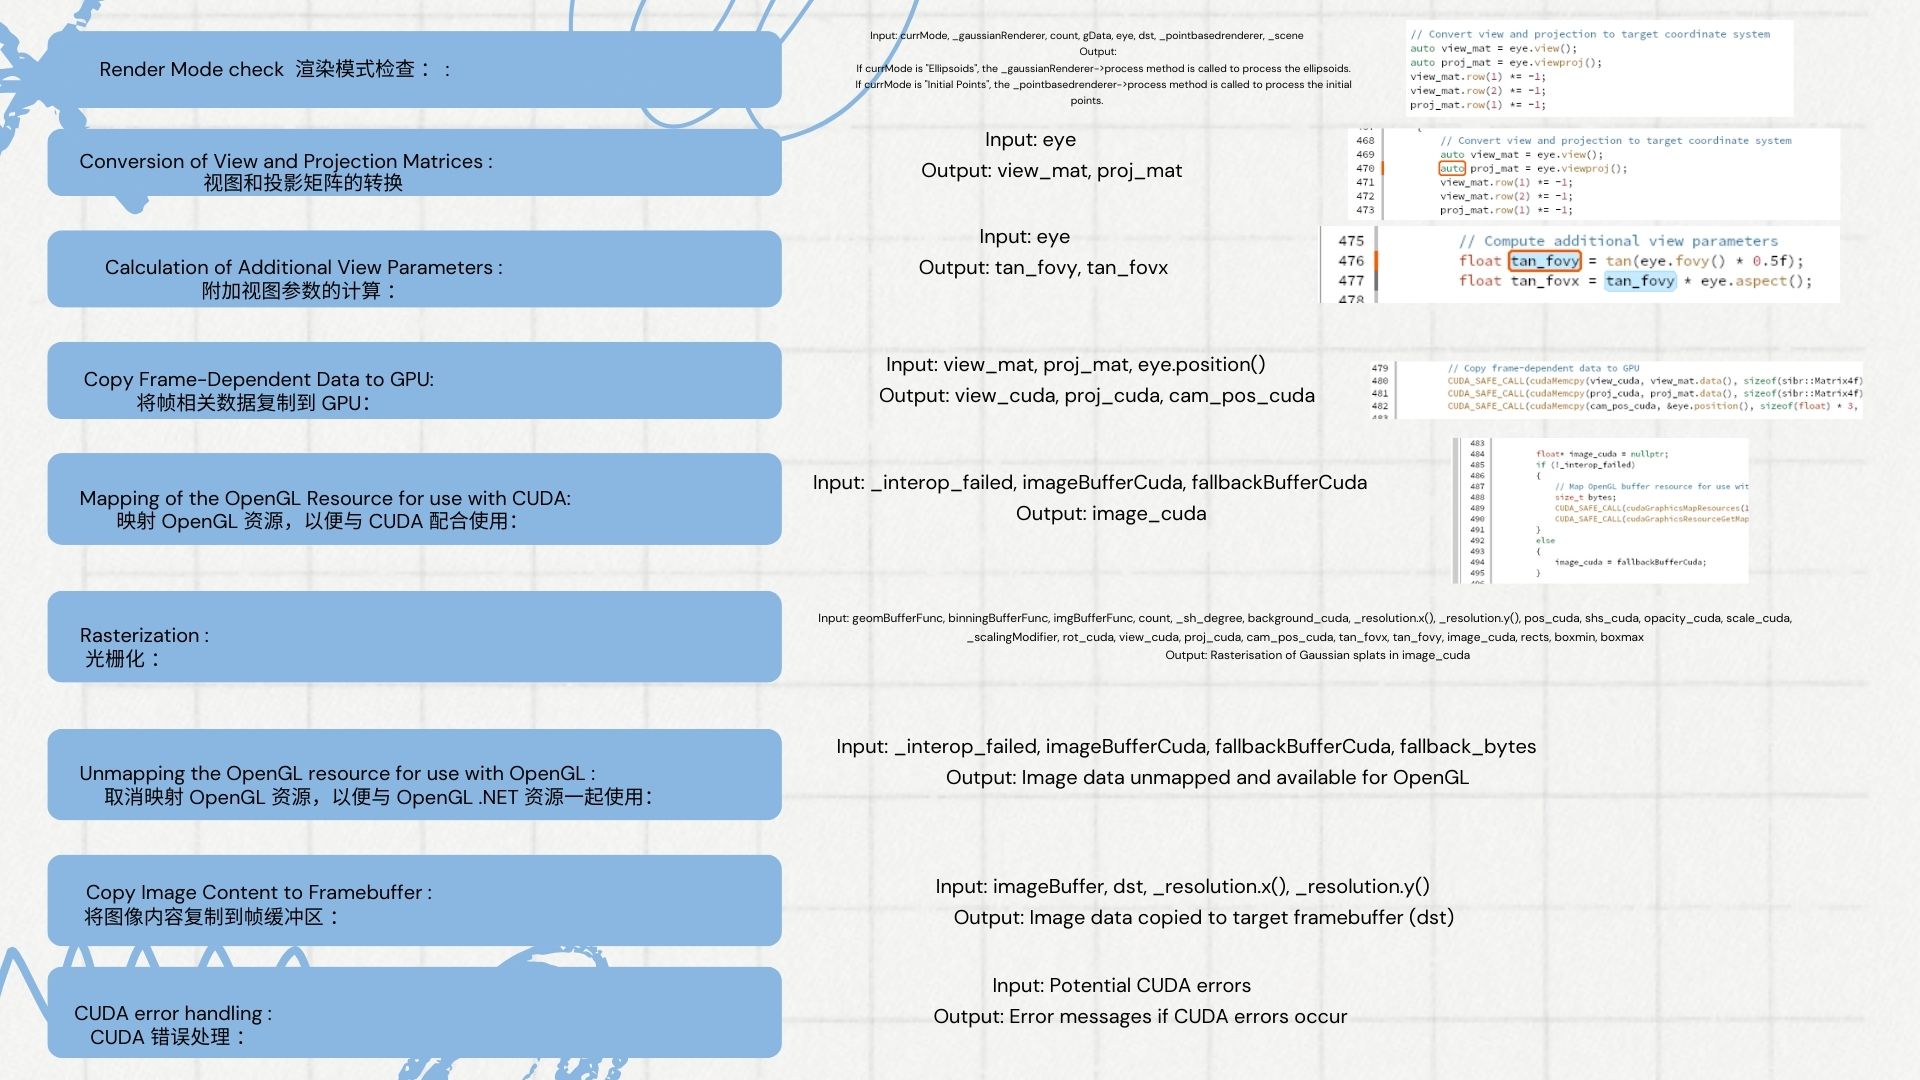 Render Mode check 渲染模式检查： :
Input: currMode, _gaussianRenderer, count, gData, eye, dst, _pointbasedrenderer, _scene
Output:
If currMode is "Ellipsoids", the _gaussianRenderer->process method is called to process the ellipsoids.
If currMode is "Initial Points", the _pointbasedrenderer->process method is called to process the initial
points.
// Convert view and projection to target coordinate system
auto view_mat = eye.view();
auto proj_mat = eye.viewproj();
view_mat.row(1) *= -1;
view_mat.row(2) *= -1;
proj_mat.row(1) *= -1;
Conversion of View and Projection Matrices :
视图和投影矩阵的转换
Input: eye
Output: view_mat, proj_mat
468 // Convert view and projection to target coordinate system
469 auto view_mat = eye.view();
470 auto proj_mat = eye.viewproj();
471 view_mat.row(1) *= -1;
472 view_mat.row(2) *= -1;
473 proj_mat.row(1) *= -1;
Calculation of Additional View Parameters :
附加视图参数的计算：
Input: eye
Output: tan_fovy, tan_fovx
475 // Compute additional view parameters
476 float tan_fovy = tan(eye.fovy() * 0.5f);
477 float tan_fovx = tan_fovy * eye.aspect();
478
Copy Frame-Dependent Data to GPU:
将帧相关数据复制到 GPU：
Input: view_mat, proj_mat, eye.position()
Output: view_cuda, proj_cuda, cam_pos_cuda
479 // Copy frame-dependent data to GPU
480 CUDA_SAFE_CALL(cudaMemcpy(view_cuda, view_mat.data(), sizeof(sibr::Matrix4f)
481 CUDA_SAFE_CALL(cudaMemcpy(proj_cuda, proj_mat.data(), sizeof(sibr::Matrix4f)
482 CUDA_SAFE_CALL(cudaMemcpy(cam_pos_cuda, &eye.position(), sizeof(float) * 3,
Mapping of the OpenGL Resource for use with CUDA:
映射 OpenGL 资源，以便与 CUDA 配合使用：
Input: _interop_failed, imageBufferCuda, fallbackBufferCuda
Output: image_cuda
483
484 float* image_cuda = nullptr;
485 if (!_interop_failed)
486 {
487 // Map OpenGL buffer resource for use wit
488 size_t bytes;
489 CUDA_SAFE_CALL(cudaGraphicsMapResources(1
490 CUDA_SAFE_CALL(cudaGraphicsResourceGetMap
491 }
492 else
493 {
494 image_cuda = fallbackBufferCuda;
495 }
Rasterization :
光栅化：
Input: geomBufferFunc, binningBufferFunc, imgBufferFunc, count, _sh_degree, background_cuda, _resolution.x(), _resolution.y(), pos_cuda, shs_cuda, opacity_cuda, scale_cuda,
_scalingModifier, rot_cuda, view_cuda, proj_cuda, cam_pos_cuda, tan_fovx, tan_fovy, image_cuda, rects, boxmin, boxmax
Output: Rasterisation of Gaussian splats in image_cuda
Unmapping the OpenGL resource for use with OpenGL :
取消映射 OpenGL 资源，以便与 OpenGL .NET 资源一起使用：
Input: _interop_failed, imageBufferCuda, fallbackBufferCuda, fallback_bytes
Output: Image data unmapped and available for OpenGL
Copy Image Content to Framebuffer :
将图像内容复制到帧缓冲区：
Input: imageBuffer, dst, _resolution.x(), _resolution.y()
Output: Image data copied to target framebuffer (dst)
CUDA error handling :
CUDA 错误处理：
Input: Potential CUDA errors
Output: Error messages if CUDA errors occur